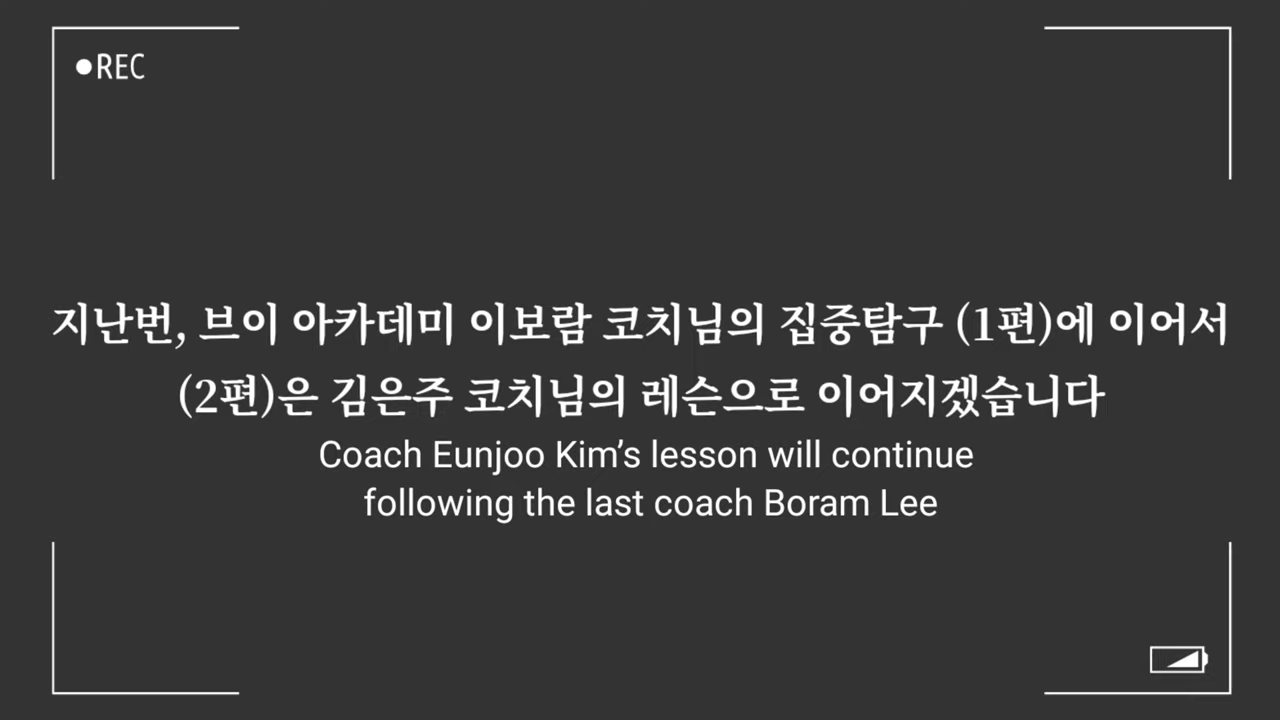 ●REC
지난번, 브이 아카데미 이보람 코치님의 집중탐구 (1편)에 이어서
(2편)은 김은주 코치님의 레슨으로 이어지겠습니다
Coach Eunjoo Kim’s lesson will continue
following the last coach Boram Lee